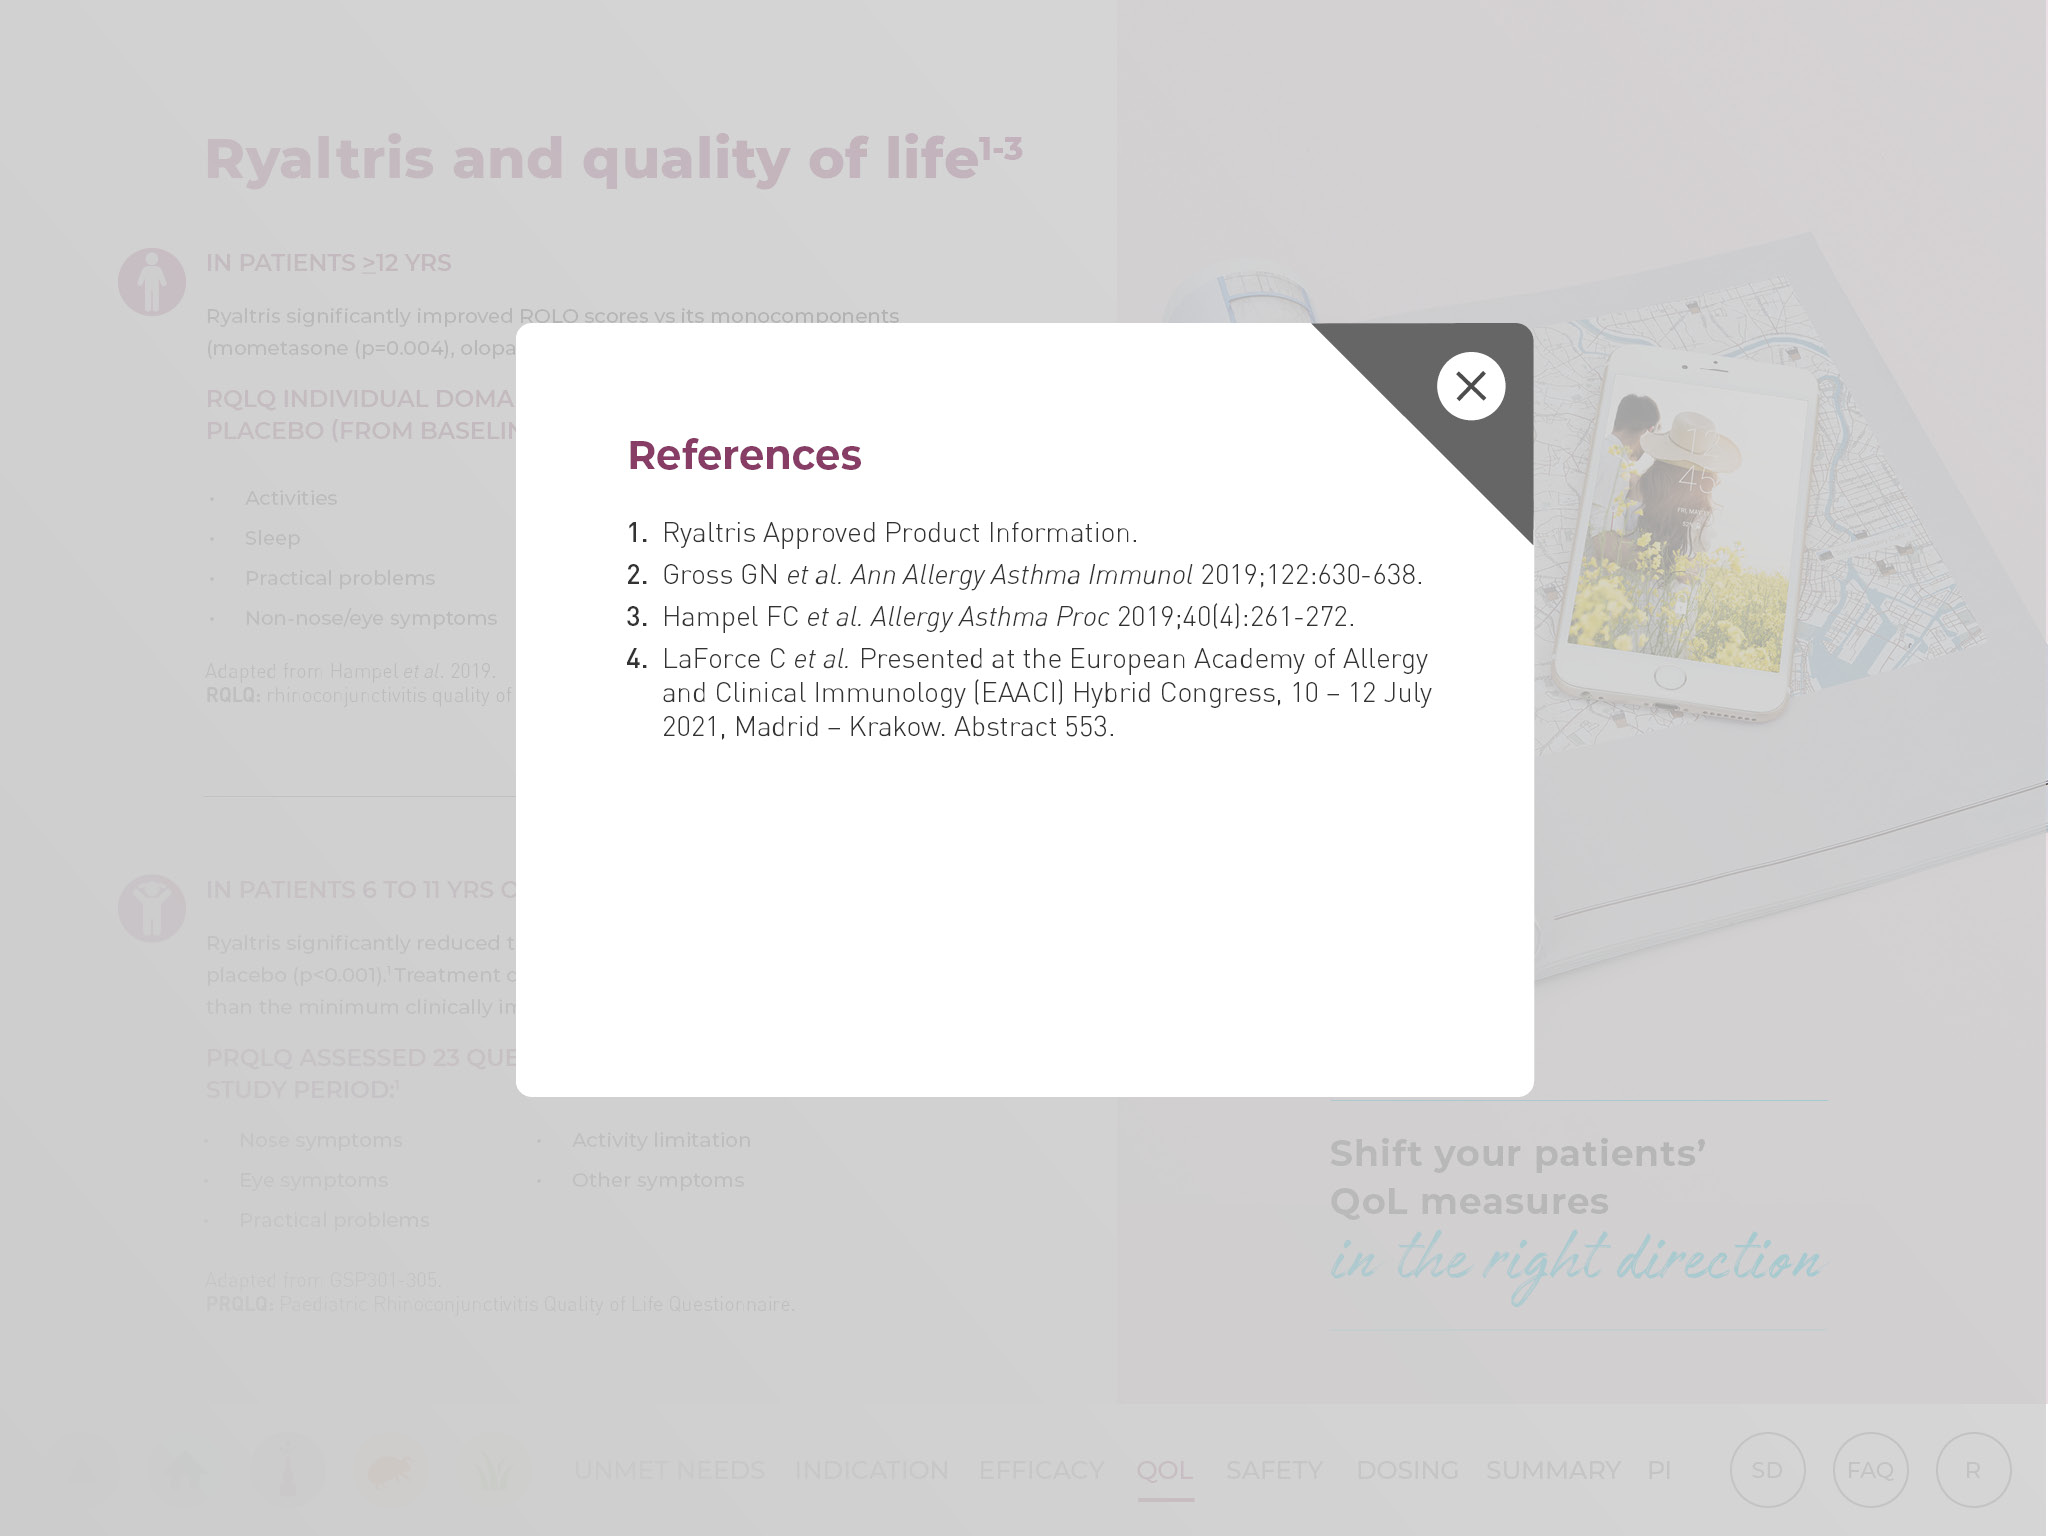 Ryaltris and quality of life1-3
IN PATIENTS ≥12 YRS
Ryaltris significantly improved RQLQ scores vs its monocomponents
(mometasone (p=0.004), olopa
RQLQ INDIVIDUAL DOMA
PLACEBO (FROM BASELIN
• Activities
• Sleep
• Practical problems
• Non-nose/eye symptoms
Adapted from Hampel et al. 2019.
RQLQ: rhinoconjunctivitis quality of
References
1. Ryaltris Approved Product Information.
2. Gross GN et al. Ann Allergy Asthma Immunol 2019;122:630-638.
3. Hampel FC et al. Allergy Asthma Proc 2019;40(4):261-272.
4. LaForce C et al. Presented at the European Academy of Allergy
and Clinical Immunology (EAACI) Hybrid Congress, 10 – 12 July
2021, Madrid – Krakow. Abstract 553.
12
45
IN PATIENTS 6 TO 11 YRS
Ryaltris significantly reduced
placebo (p<0.001).1 Treatment
than the minimum clinically
PRQLQ ASSESSED 23 QUE
STUDY PERIOD:1
• Nose symptoms
• Eye symptoms
• Practical problems
• Activity limitation
• Other symptoms
Adapted from GSP301-305.
PRQLQ: Paediatric Rhinoconjunctivitis Quality of Life Questionnaire.
Shift your patients’
QoL measures
in the right direction
UNMET NEEDS INDICATION EFFICACY QOL SAFETY DOSING SUMMARY PI SD FAQ R